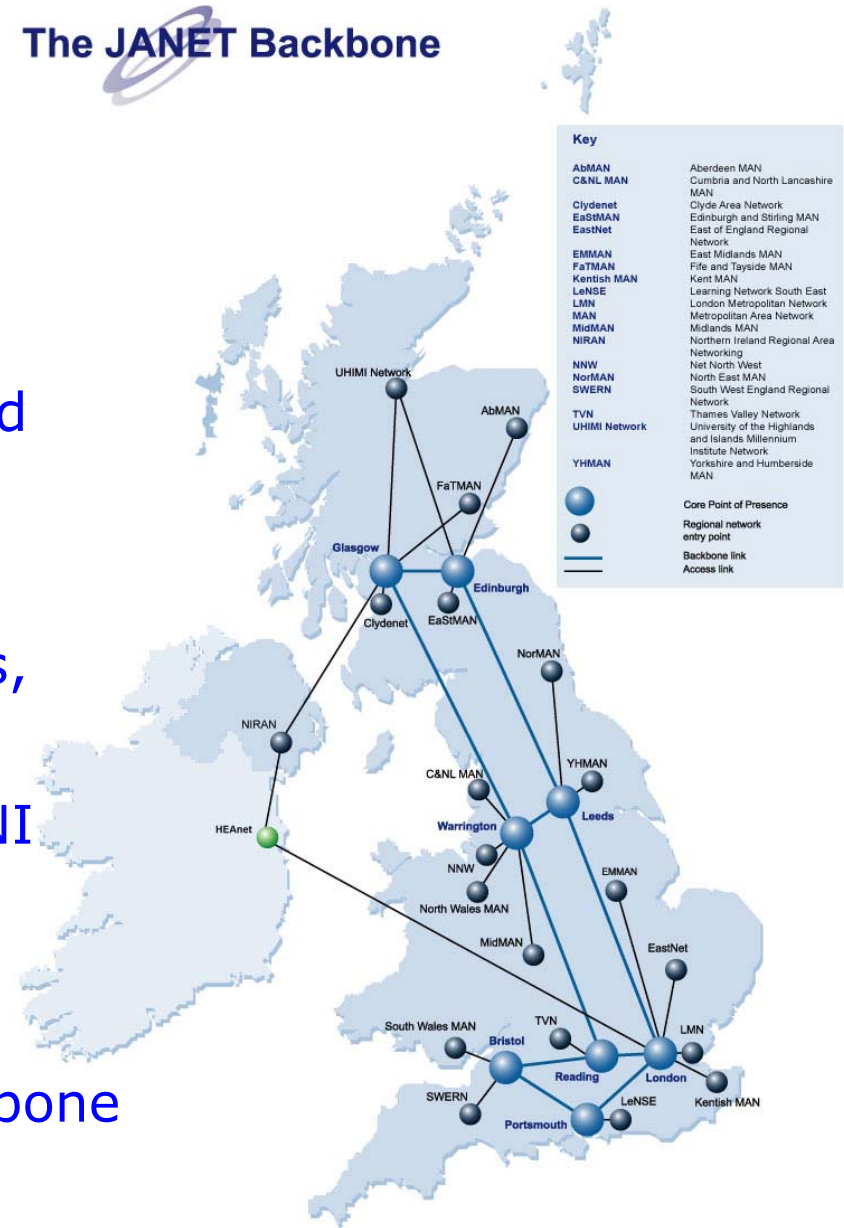 The JANET Backbone
Key
AbMAN Aberdeen MAN
C&NL MAN Cumbria and North Lancashire
MAN
Clydenet Clyde Area Network
EaStMAN Edinburgh and Stirling MAN
EastNet East of England Regional
Network
EMMAN East Midlands MAN
FaTMAN Fife and Tayside MAN
Kentish MAN Kent MAN
LeNSE Learning Network South East
LMN London Metropolitan Network
MAN Metropolitan Area Network
MidMAN Midlands MAN
NIRAN Northern Ireland Regional Area
Networking
NNW Net North West
NorMAN North East MAN
SWERN South West England Regional
Network
TVN Thames Valley Network
UHIMI Network University of the Highlands
and Islands Millennium
Institute Network
YHMAN Yorkshire and Humberside
MAN
Core Point of Presence
Regional network
entry point
Backbone link
Access link
UHIMI Network
d
AbMAN
FaTMAN
Glasgow
Edinburgh
Clydenet
EaStMAN
s,
NorMAN
NIRAN
YHMAN
C&NL MAN
Leeds
Warrington
NI
HEAnet
NNW
EMMAN
North Wales MAN
MidMAN
EastNet
TVN
South Wales MAN
LMN
Bristol
Reading
London
SWERN
LeNSE
Kentish MAN
bone
Portsmouth